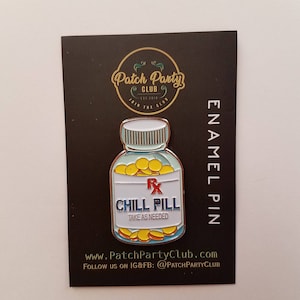 Patch Party
CLUB
JOIN THE CLUB
ENAMEL PIN
RX
CHILL PILL
TAKE AS NEEDED
www.PatchPartyClub.com
FOLLOW US ON IG&FB: @PATCHPARTYCLUB